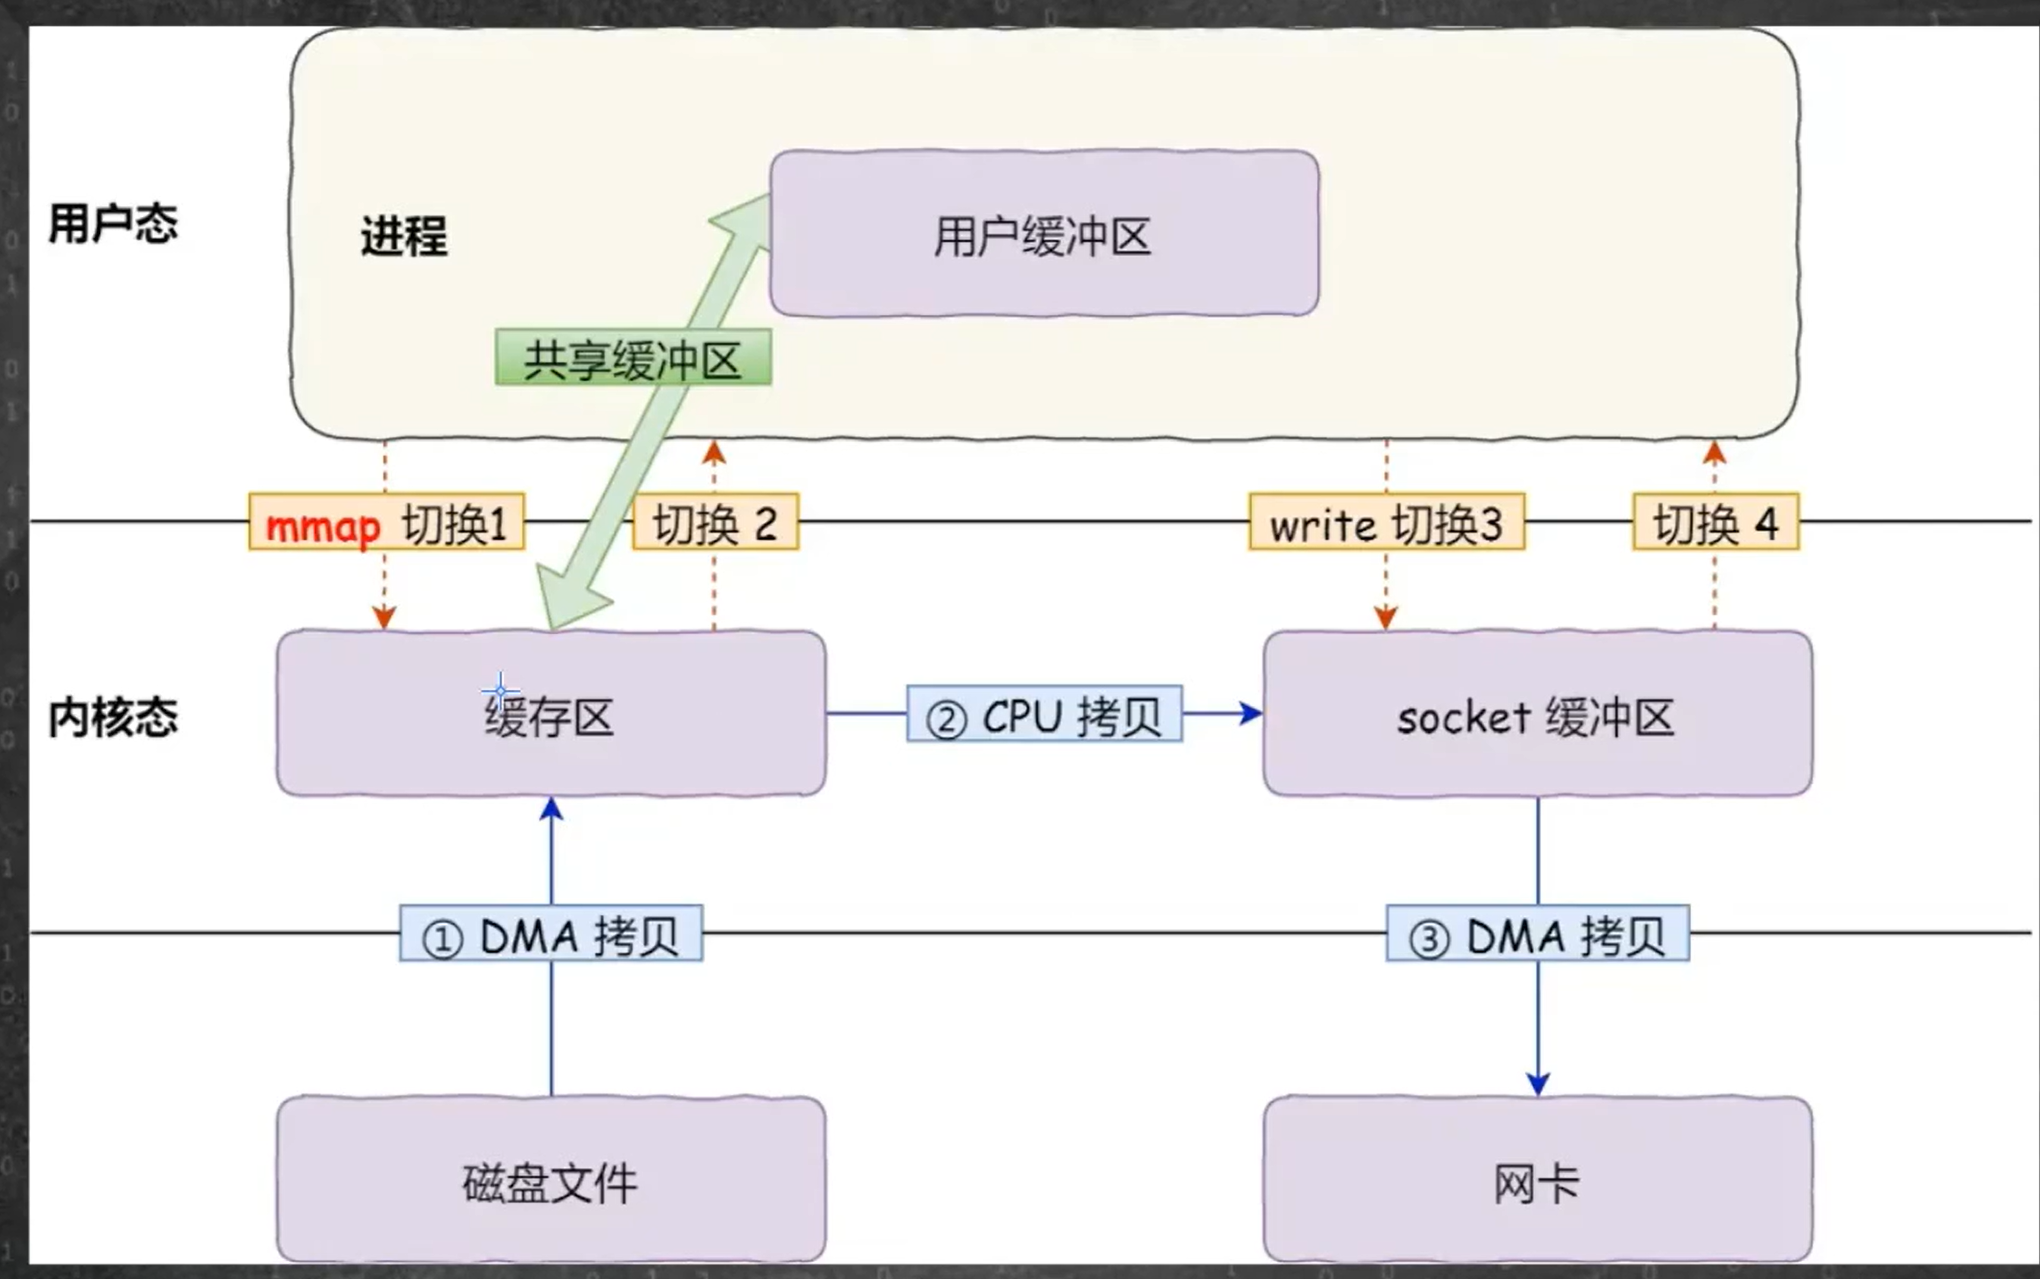 用户态
进程
用户缓冲区
共享缓冲区
mmap 切换1
切换 2
write 切换3
切换 4
内核态
缓存区
② CPU 拷贝
socket 缓冲区
① DMA 拷贝
③ DMA 拷贝
磁盘文件
网卡